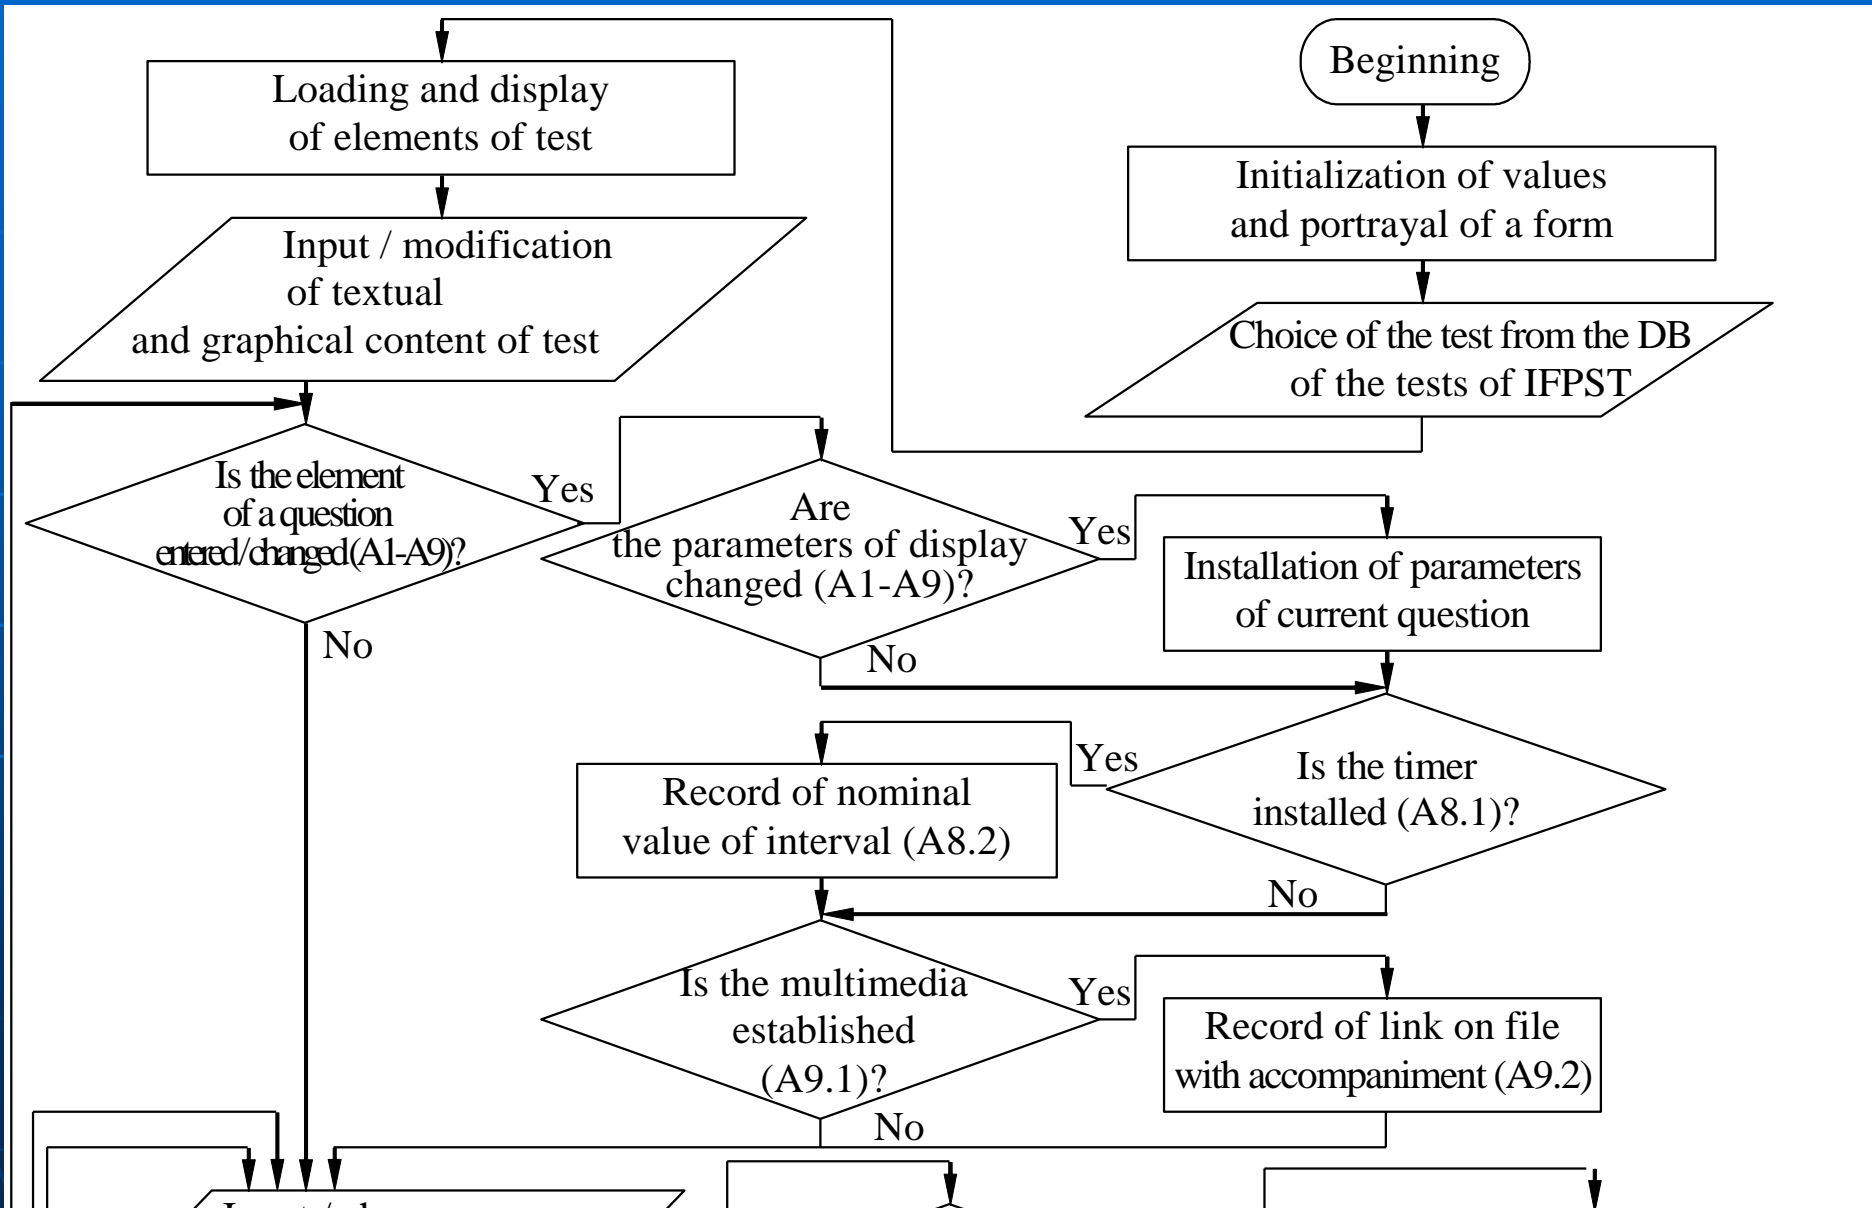 Beginning
Initialization of values
and portrayal of a form
Choice of the test from the DB
of the tests of IFPST
Loading and display
of elements of test
Input / modification
of textual
and graphical content of test
Is the element
of a question
entered/changed (A1-A9)?
Yes
No
Are
the parameters of display
changed (A1-A9)?
Yes
No
Installation of parameters
of current question
Is the timer
installed (A8.1)?
Yes
No
Record of nominal
value of interval (A8.2)
Is the multimedia
established
(A9.1)?
Yes
No
Record of link on file
with accompaniment (A9.2)